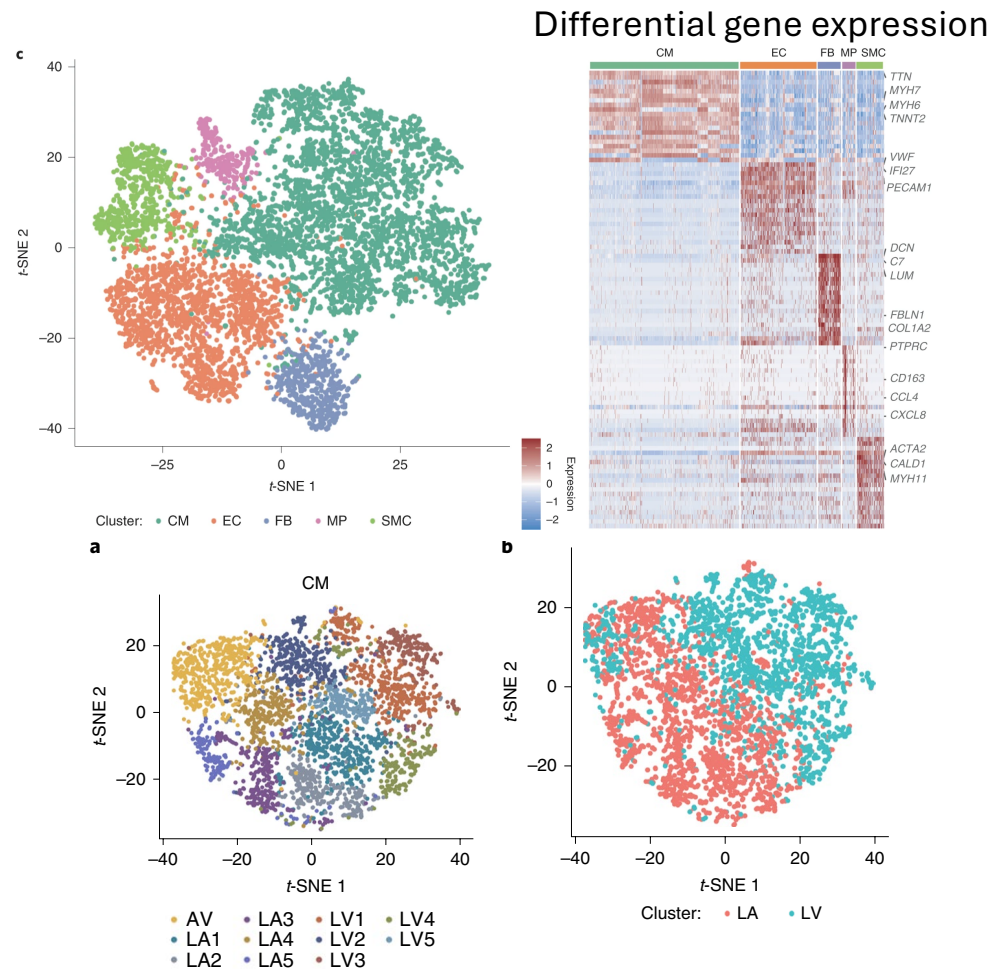 Differential gene expression
c
40
20
0
−20
−40
t-SNE 2
−25
0
25
t-SNE 1
Cluster: CM EC FB MP SMC
CM EC FB MP SMC
TTN
MYH7
MYH6
TNNT2
VWF
IFI27
PECAM1
DCN
C7
LUM
FBLN1
COL1A2
PTPRC
CD163
CCL4
CXCL8
ACTA2
CALD1
MYH11
2
1
0
−1
−2
Expression
a
CM
20
0
−20
t-SNE 2
−40 −20 0 20 40
t-SNE 1
AV LA3 LV1 LV4
LA1 LA4 LV2 LV5
LA2 LA5 LV3
b
20
0
−20
t-SNE 2
−40 −20 0 20 40
t-SNE 1
Cluster: LA LV